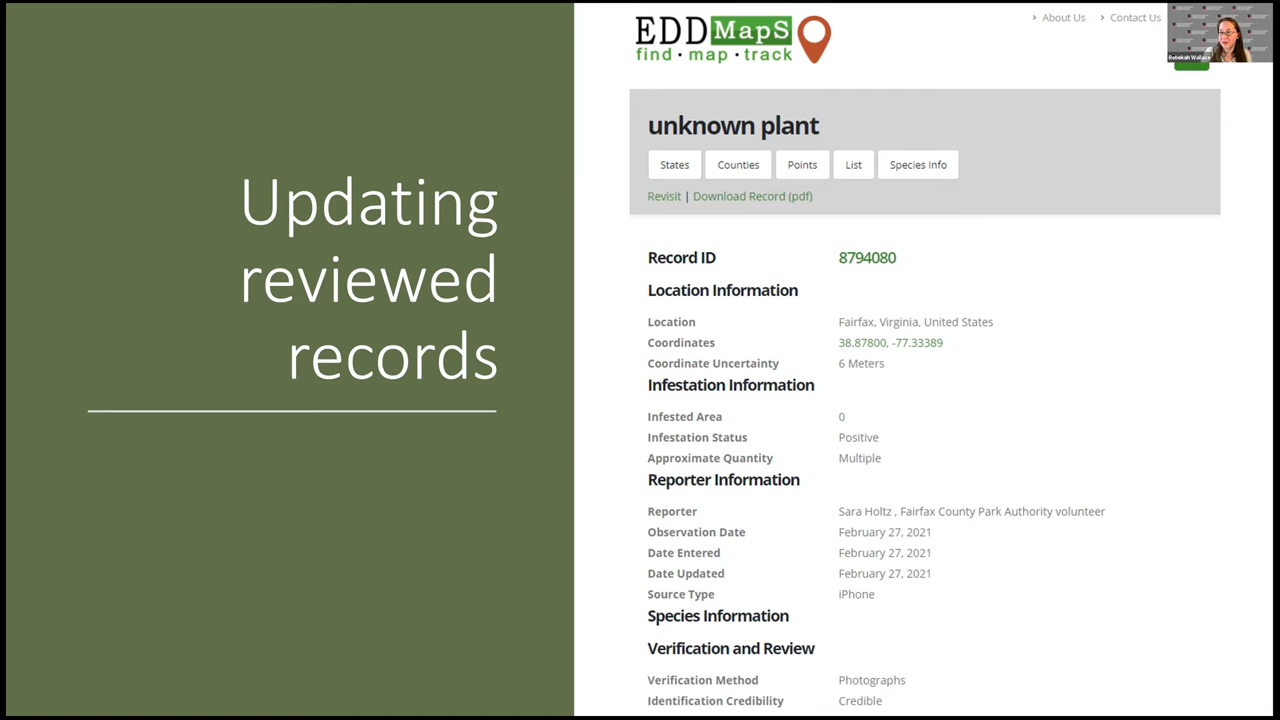 Updating
reviewed
records
EDDMapS
find · map · track
About Us
Contact Us
Rebekah Wallace
unknown plant
States
Counties
Points
List
Species Info
Revisit | Download Record (pdf)
Record ID 8794080
Location Information
Location Fairfax, Virginia, United States
Coordinates 38.87800, -77.33389
Coordinate Uncertainty 6 Meters
Infestation Information
Infested Area 0
Infestation Status Positive
Approximate Quantity Multiple
Reporter Information
Reporter Sara Holtz , Fairfax County Park Authority volunteer
Observation Date February 27, 2021
Date Entered February 27, 2021
Date Updated February 27, 2021
Source Type iPhone
Species Information
Verification and Review
Verification Method Photographs
Identification Credibility Credible